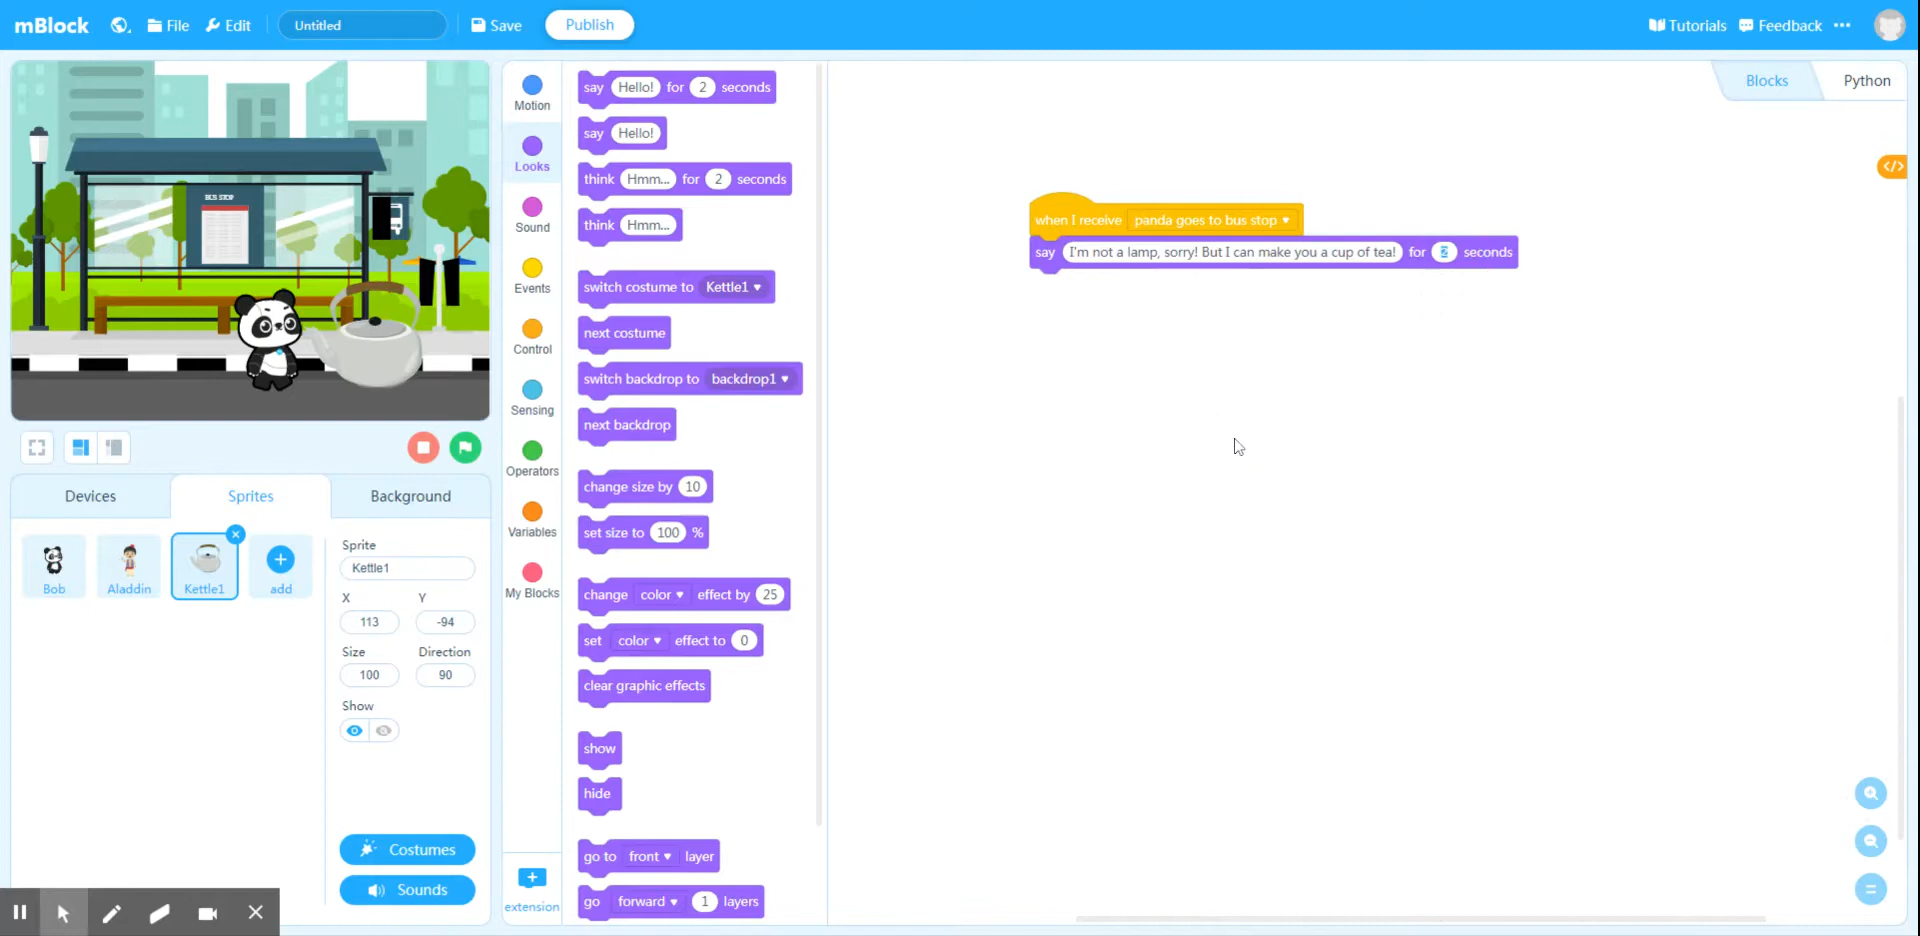 mBlock File Edit Untitled Save Publish Tutorials Feedback
Blocks Python
BUS STOP
Motion
Looks
Sound
Events
Control
Sensing
Operators
Variables
My Blocks
extension
say Hello! for 2 seconds
say Hello!
think Hmm... for 2 seconds
think Hmm...
switch costume to Kettle1
next costume
switch backdrop to backdrop1
next backdrop
change size by 10
set size to 100 %
change color effect by 25
set color effect to 0
clear graphic effects
show
hide
go to front layer
go forward 1 layers
when I receive panda goes to bus stop
say I'm not a lamp, sorry! But I can make you a cup of tea! for 2 seconds
Devices Sprites Background
Bob Aladdin Kettle1 add
Sprite
Kettle1
X Y
113 -94
Size Direction
100 90
Show
Costumes
Sounds